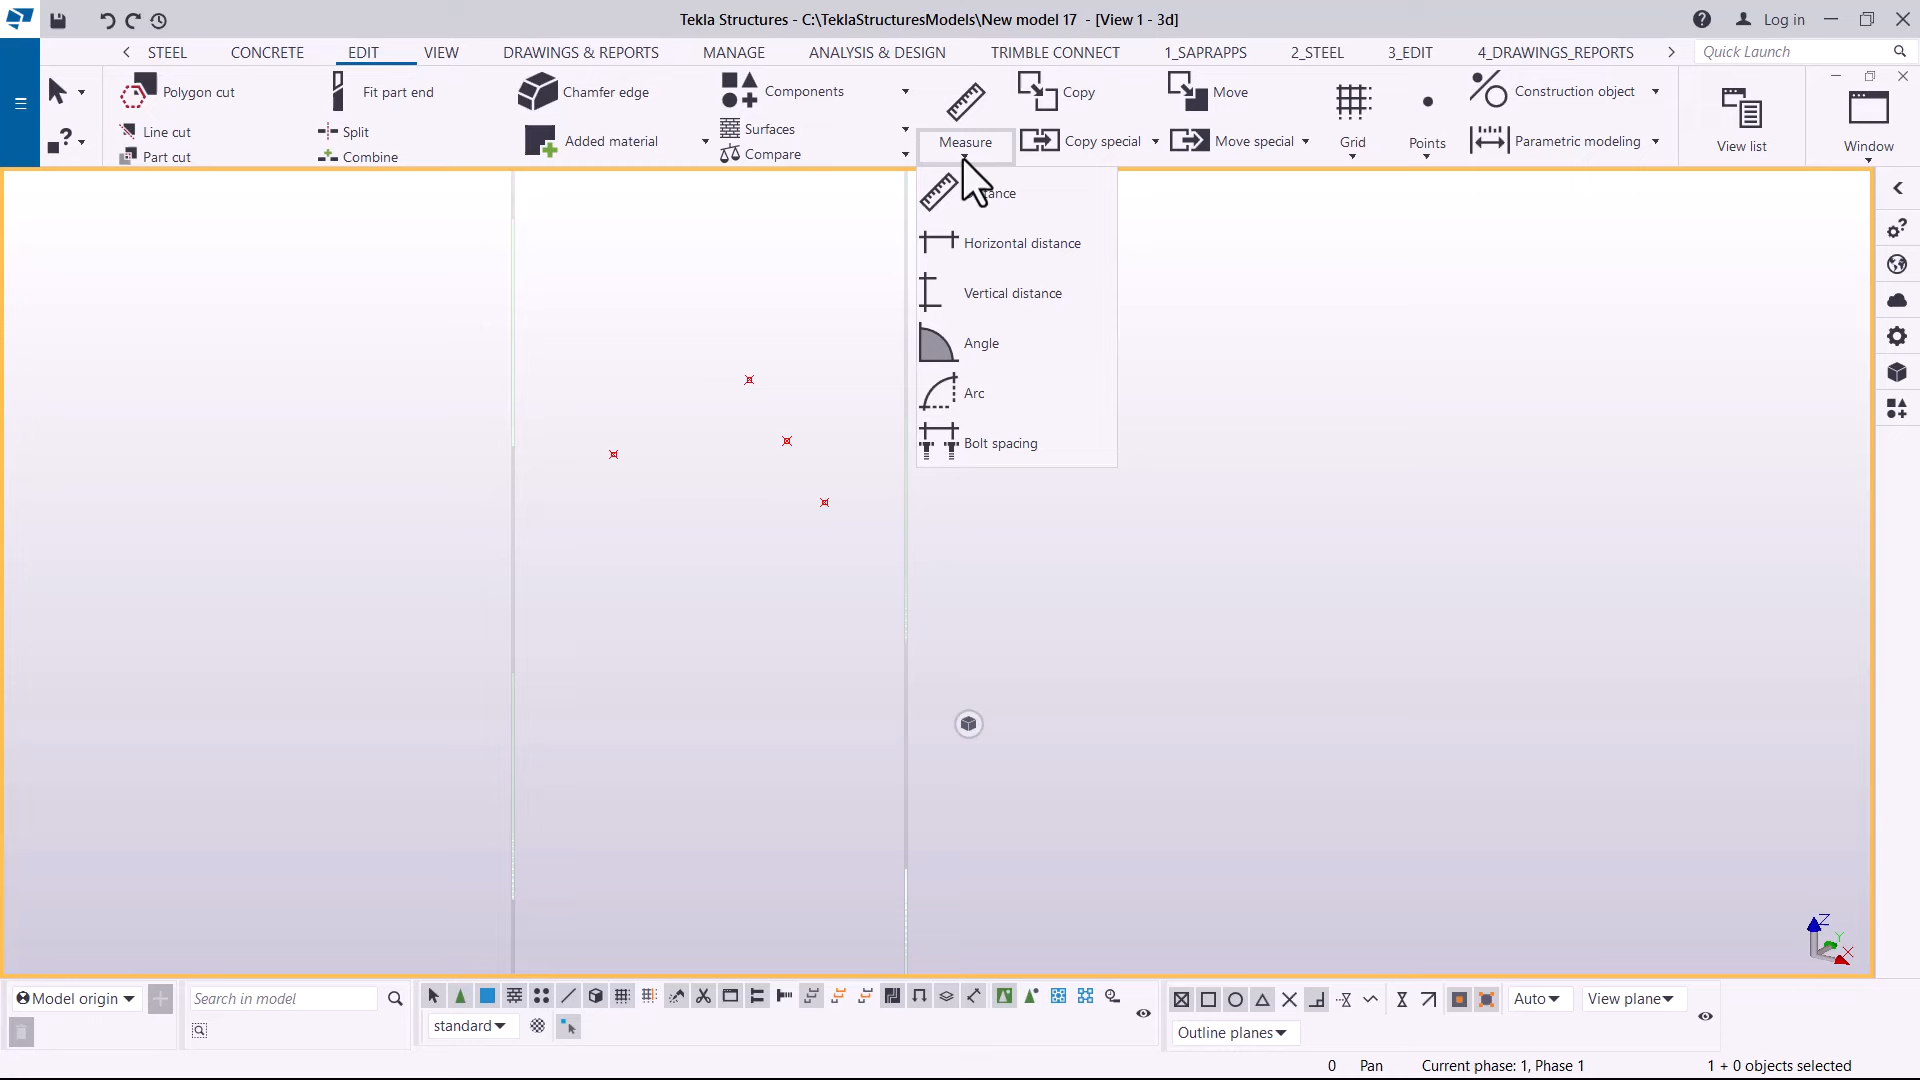 Tekla Structures - C:\TeklaStructuresModels\New model 17 - [View 1 - 3d]
Log in
STEEL CONCRETE EDIT VIEW DRAWINGS & REPORTS MANAGE ANALYSIS & DESIGN TRIMBLE CONNECT 1_SAPRAPPS 2_STEEL 3_EDIT 4_DRAWINGS_REPORTS Quick Launch
Polygon cut Fit part end Chamfer edge Components Copy Move Construction object
Line cut Split Surfaces
Added material Measure Copy special Move special Grid Points Parametric modeling View list Window
Part cut Combine Compare
Horizontal distance
Vertical distance
Angle
Arc
Bolt spacing
Z
Y
X
Model origin Search in model Auto View plane
standard Outline planes
0 Pan Current phase: 1, Phase 1 1 + 0 objects selected